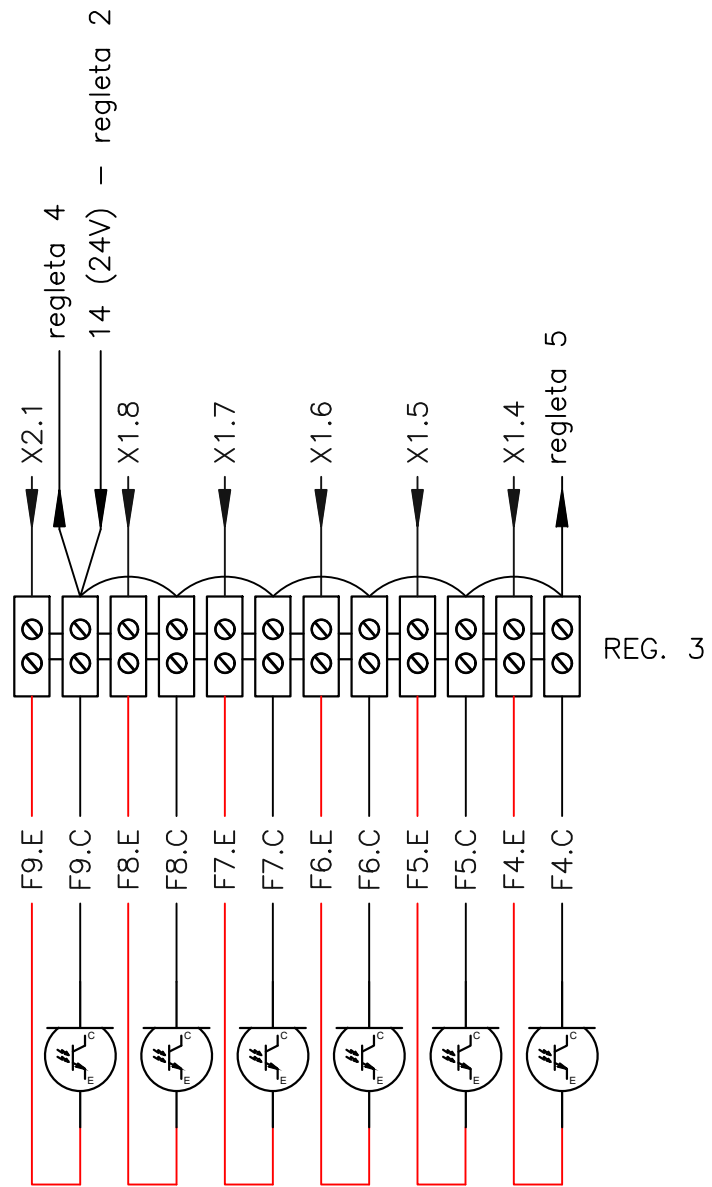 14 (24V) – regleta 2
regleta 4
X2.1
X1.8
X1.7
X1.6
X1.5
X1.4
regleta 5
REG. 3
F9.E
F9.C
F8.E
F8.C
F7.E
F7.C
F6.E
F6.C
F5.E
F5.C
F4.E
F4.C
C
C
C
C
C
C
E
E
E
E
E
E